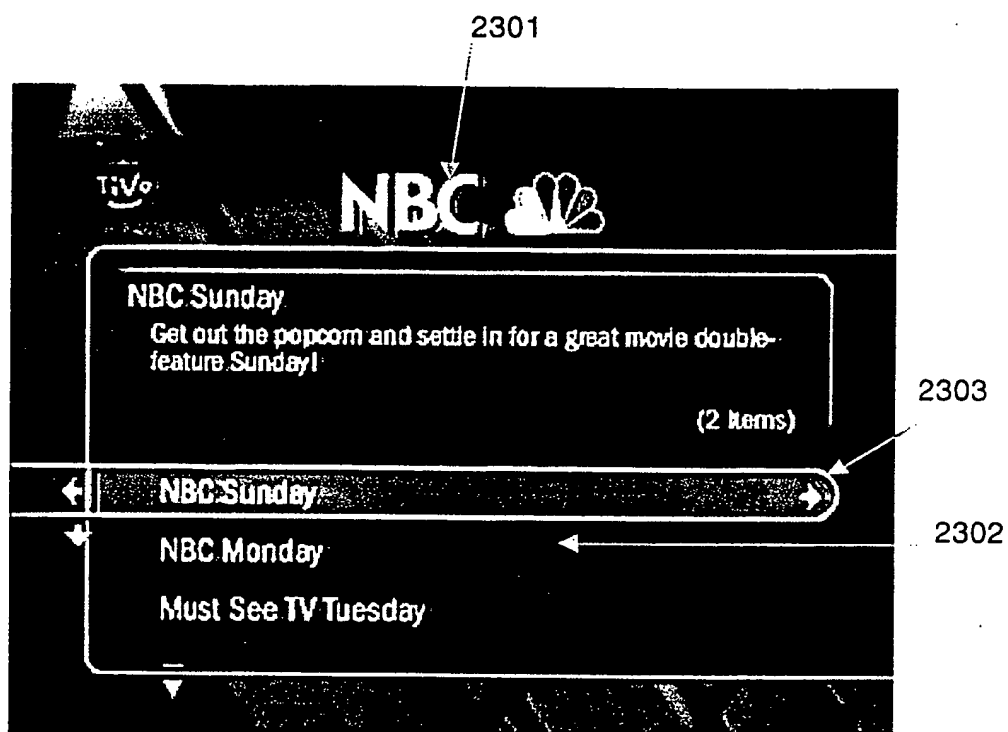 2301
TiVo
NBC
NBC Sunday
Get out the popcorn and settle in for a great movie double-
feature Sunday!
(2 items)
2303
NBC Sunday
2302
NBC Monday
Must See TV Tuesday